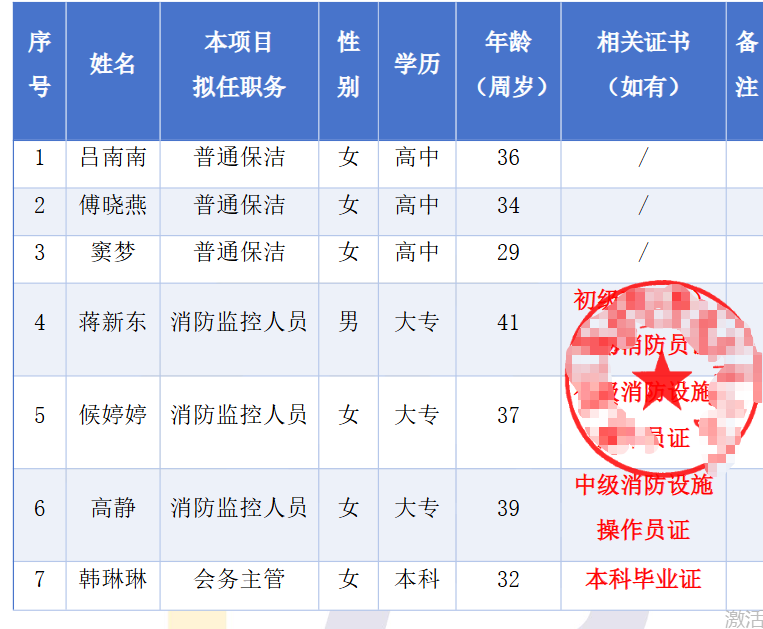 序号 姓名 本项目拟任职务 性别 学历 年龄（周岁） 相关证书（如有） 备注
1 吕南南 普通保洁 女 高中 36 /
2 傅晓燕 普通保洁 女 高中 34 /
3 窦梦 普通保洁 女 高中 29 /
4 蒋新东 消防监控人员 男 大专 41 初级
消防员
5 候婷婷 消防监控人员 女 大专 37 消防设施
员证
6 高静 消防监控人员 女 大专 39 中级消防设施
操作员证
7 韩琳琳 会务主管 女 本科 32 本科毕业证
激活